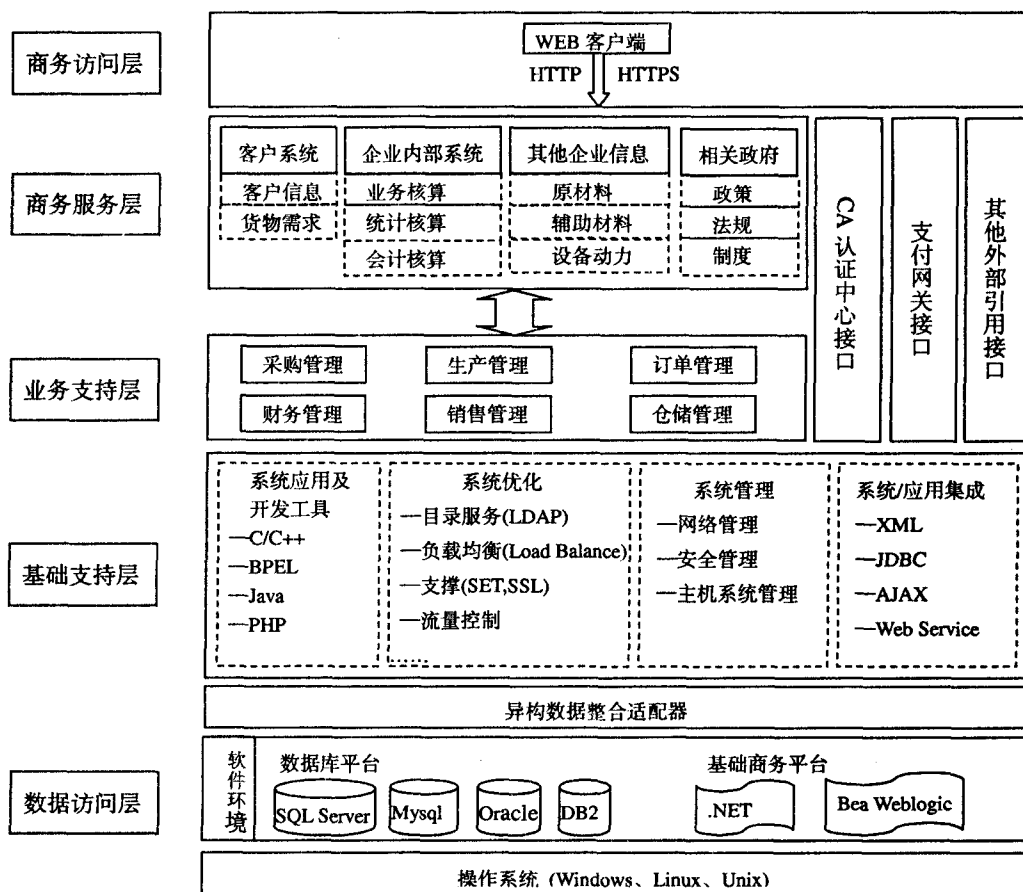 商务访问层
WEB 客户端
HTTP HTTPS
商务服务层
客户系统
客户信息
货物需求
企业内部系统
业务核算
统计核算
会计核算
其他企业信息
原材料
辅助材料
设备动力
相关政府
政策
法规
制度
CA 认证中心接口
支付网关接口
其他外部引用接口
业务支持层
采购管理
生产管理
订单管理
财务管理
销售管理
仓储管理
基础支持层
系统应用及
开发工具
—C/C++
—BPEL
—Java
—PHP
系统优化
—目录服务(LDAP)
—负载均衡(Load Balance)
—支撑(SET,SSL)
—流量控制
……
系统管理
—网络管理
—安全管理
—主机系统管理
系统/应用集成
—XML
—JDBC
—AJAX
—Web Service
异构数据整合适配器
数据访问层
软件环境
数据库平台
SQL Server
Mysql
Oracle
DB2
基础商务平台
.NET
Bea Weblogic
操作系统 (Windows、Linux、Unix)